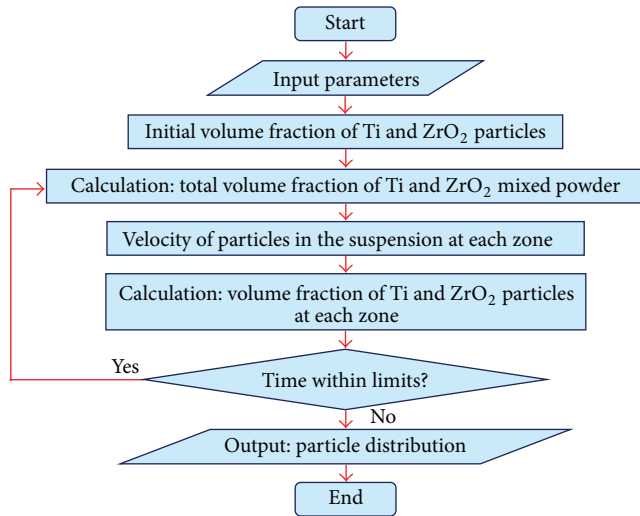 Start
Input parameters
Initial volume fraction of Ti and ZrO₂ particles
Calculation: total volume fraction of Ti and ZrO₂ mixed powder
Velocity of particles in the suspension at each zone
Calculation: volume fraction of Ti and ZrO₂ particles
at each zone
Yes
Time within limits?
No
Output: particle distribution
End